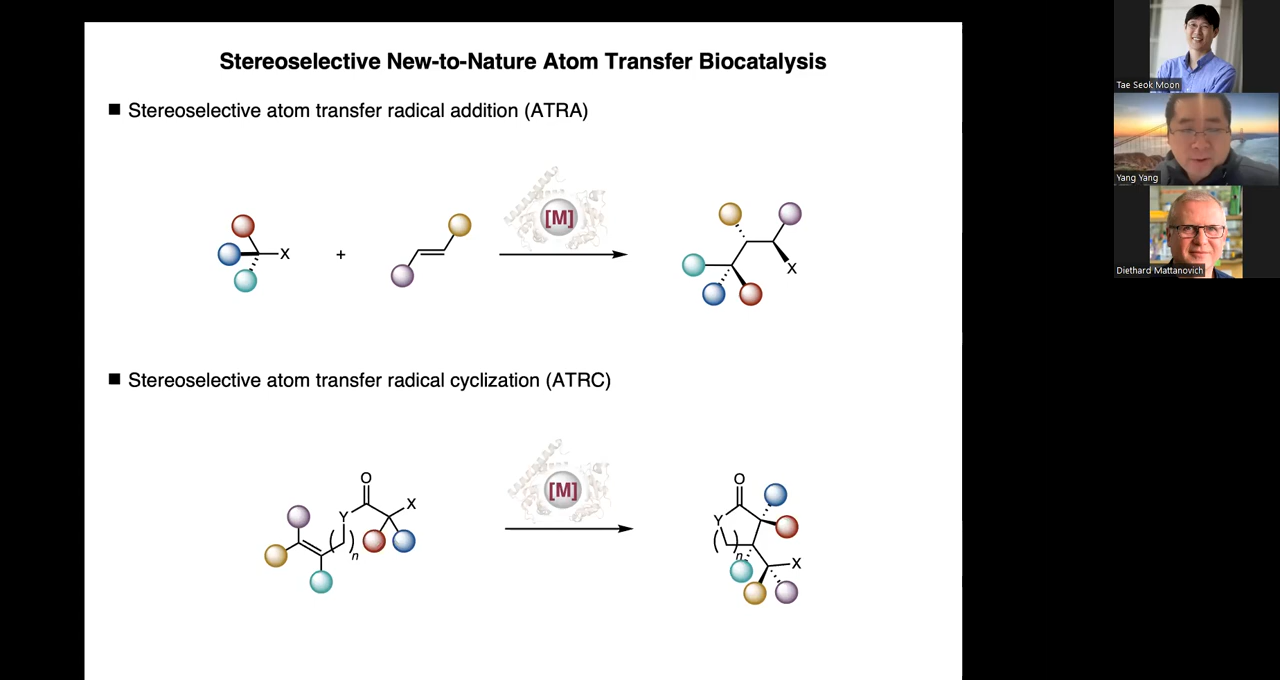 Stereoselective New-to-Nature Atom Transfer Biocatalysis
■ Stereoselective atom transfer radical addition (ATRA)
X
+
[M]
X
■ Stereoselective atom transfer radical cyclization (ATRC)
O
X
Y
( )n
[M]
O
Y
( )n
X
Tae Seok Moon
Yang Yang
Diethard Mattanovich